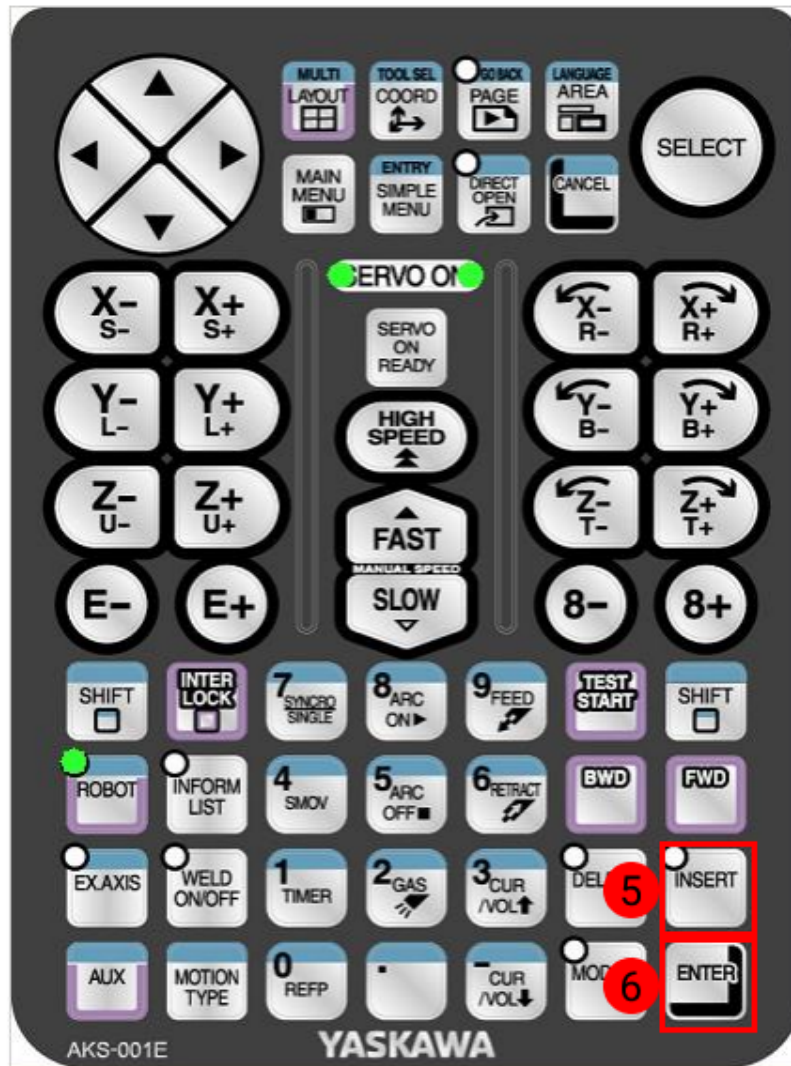 MULTI
LAYOUT
TOOL SEL
COORD
GO BACK
PAGE
LANGUAGE
AREA
SELECT
MAIN
MENU
ENTRY
SIMPLE
MENU
DIRECT
OPEN
CANCEL
SERVO ON
X-
S-
X+
S+
SERVO
ON
READY
X-
R-
X+
R+
Y-
L-
Y+
L+
HIGH
SPEED
Y-
B-
Y+
B+
Z-
U-
Z+
U+
FAST
MANUAL SPEED
SLOW
Z-
T-
Z+
T+
E-
E+
8-
8+
SHIFT
INTER
LOCK
7
SYNCRO
SINGLE
8 ARC
ON
9 FEED
TEST
START
SHIFT
ROBOT
INFORM
LIST
4
SMOV
5 ARC
OFF
6 RETRACT
BWD
FWD
EX.AXIS
WELD
ON/OFF
1
TIMER
2 GAS
3 CUR
/VOL
DEL
5
INSERT
AUX
MOTION
TYPE
0
REFP
.
- CUR
/VOL
MOD
6
ENTER
AKS-001E
YASKAWA